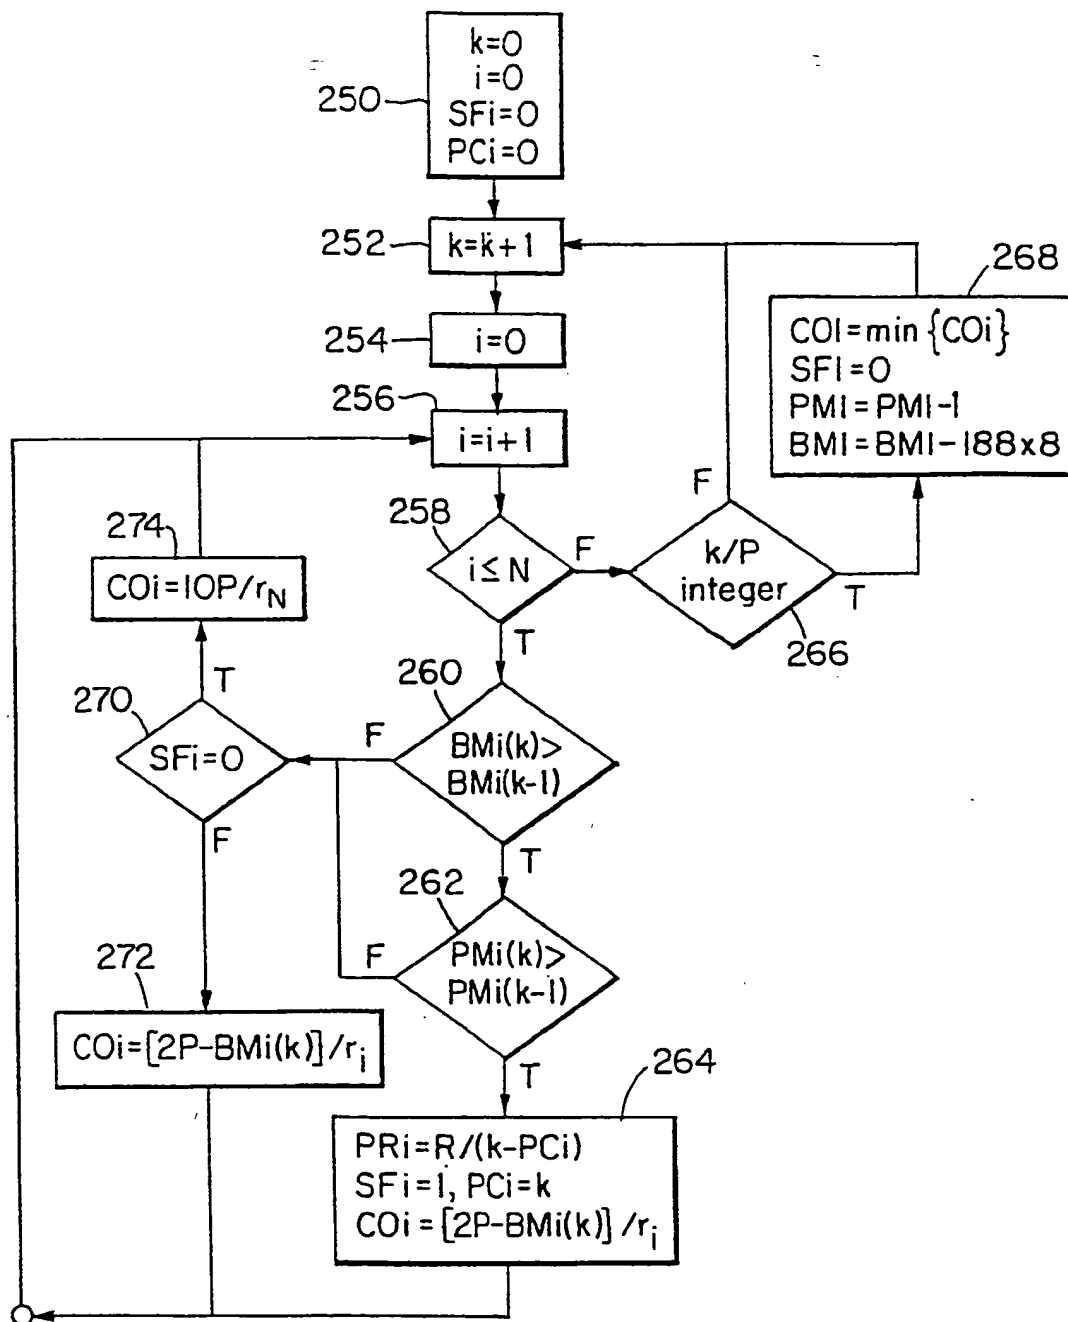 250
k=0
i=0
SFi=0
PCi=0
252
k=k+1
254
i=0
256
i=i+1
258
i≤N
T
F
k/P
integer
266
F
T
268
COI=min{COi}
SFI=0
PMI=PMI-1
BMI=BMI-188x8
260
BMi(k)>
BMi(k-1)
F
T
262
PMi(k)>
PMi(k-1)
F
T
264
PRi=R/(k-PCi)
SFi=1, PCi=k
COi=[2P-BMi(k)]/ri
270
SFi=0
T
F
274
COi=10P/rN
272
COi=[2P-BMi(k)]/ri